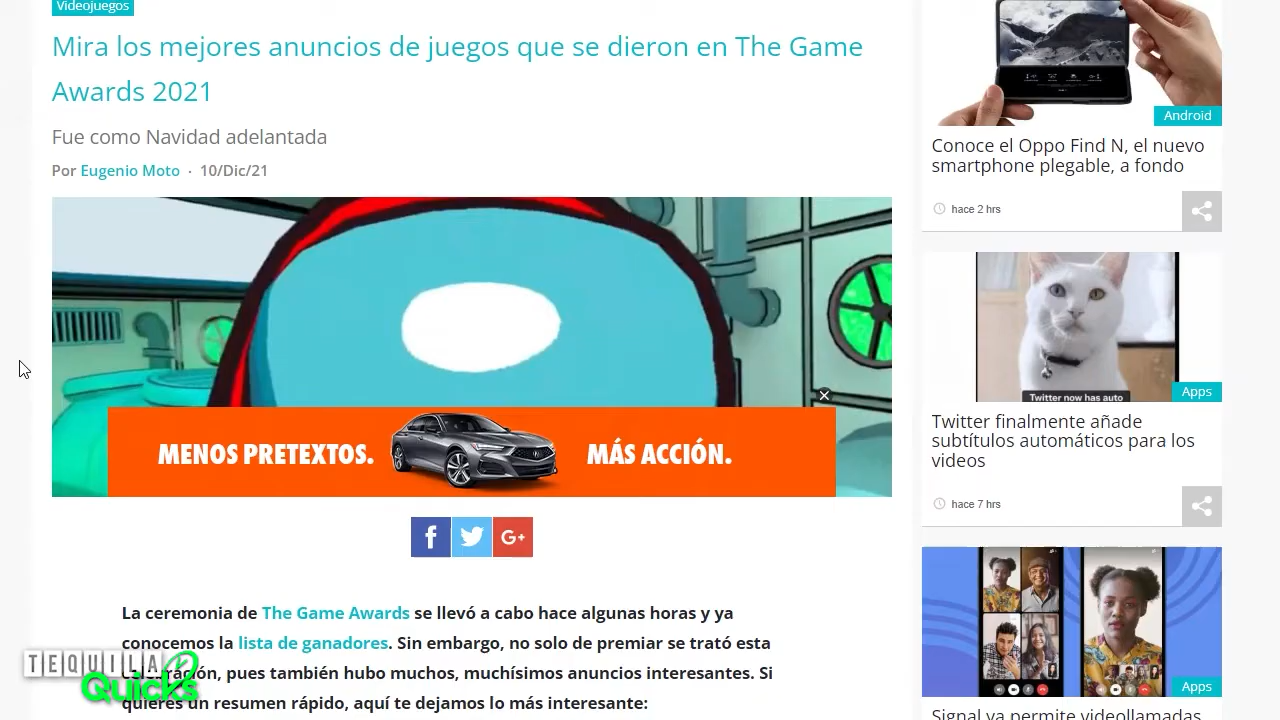 Videojuegos
Mira los mejores anuncios de juegos que se dieron en The Game
Awards 2021
Fue como Navidad adelantada
Por Eugenio Moto · 10/Dic/21
MENOS PRETEXTOS.
MÁS ACCIÓN.
f
G+
La ceremonia de The Game Awards se llevó a cabo hace algunas horas y ya
conocemos la lista de ganadores. Sin embargo, no solo de premiar se trató esta
celebración, pues también hubo muchos, muchísimos anuncios interesantes. Si
quieres un resumen rápido, aquí te dejamos lo más interesante:
TEQUILA
Quicks
Android
Conoce el Oppo Find N, el nuevo
smartphone plegable, a fondo
hace 2 hrs
Twitter now has auto
Apps
Twitter finalmente añade
subtítulos automáticos para los
videos
hace 7 hrs
Apps
Signal ya permite videollamadas